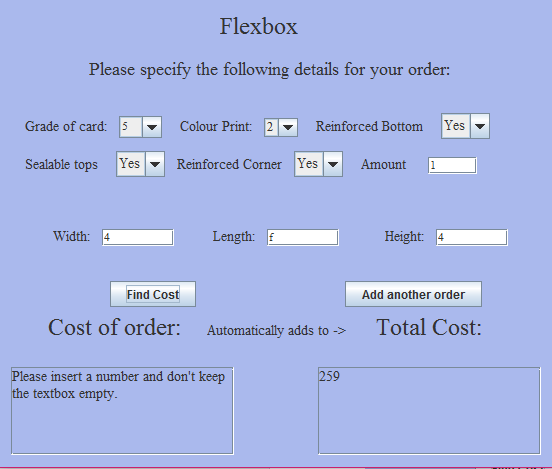 Flexbox
Please specify the following details for your order:
Grade of card: 5 Colour Print: 2 Reinforced Bottom Yes
Sealable tops Yes Reinforced Corner Yes Amount 1
Width: 4 Length: f Height: 4
Find Cost Add another order
Cost of order: Automatically adds to -> Total Cost:
Please insert a number and don't keep 259
the textbox empty.